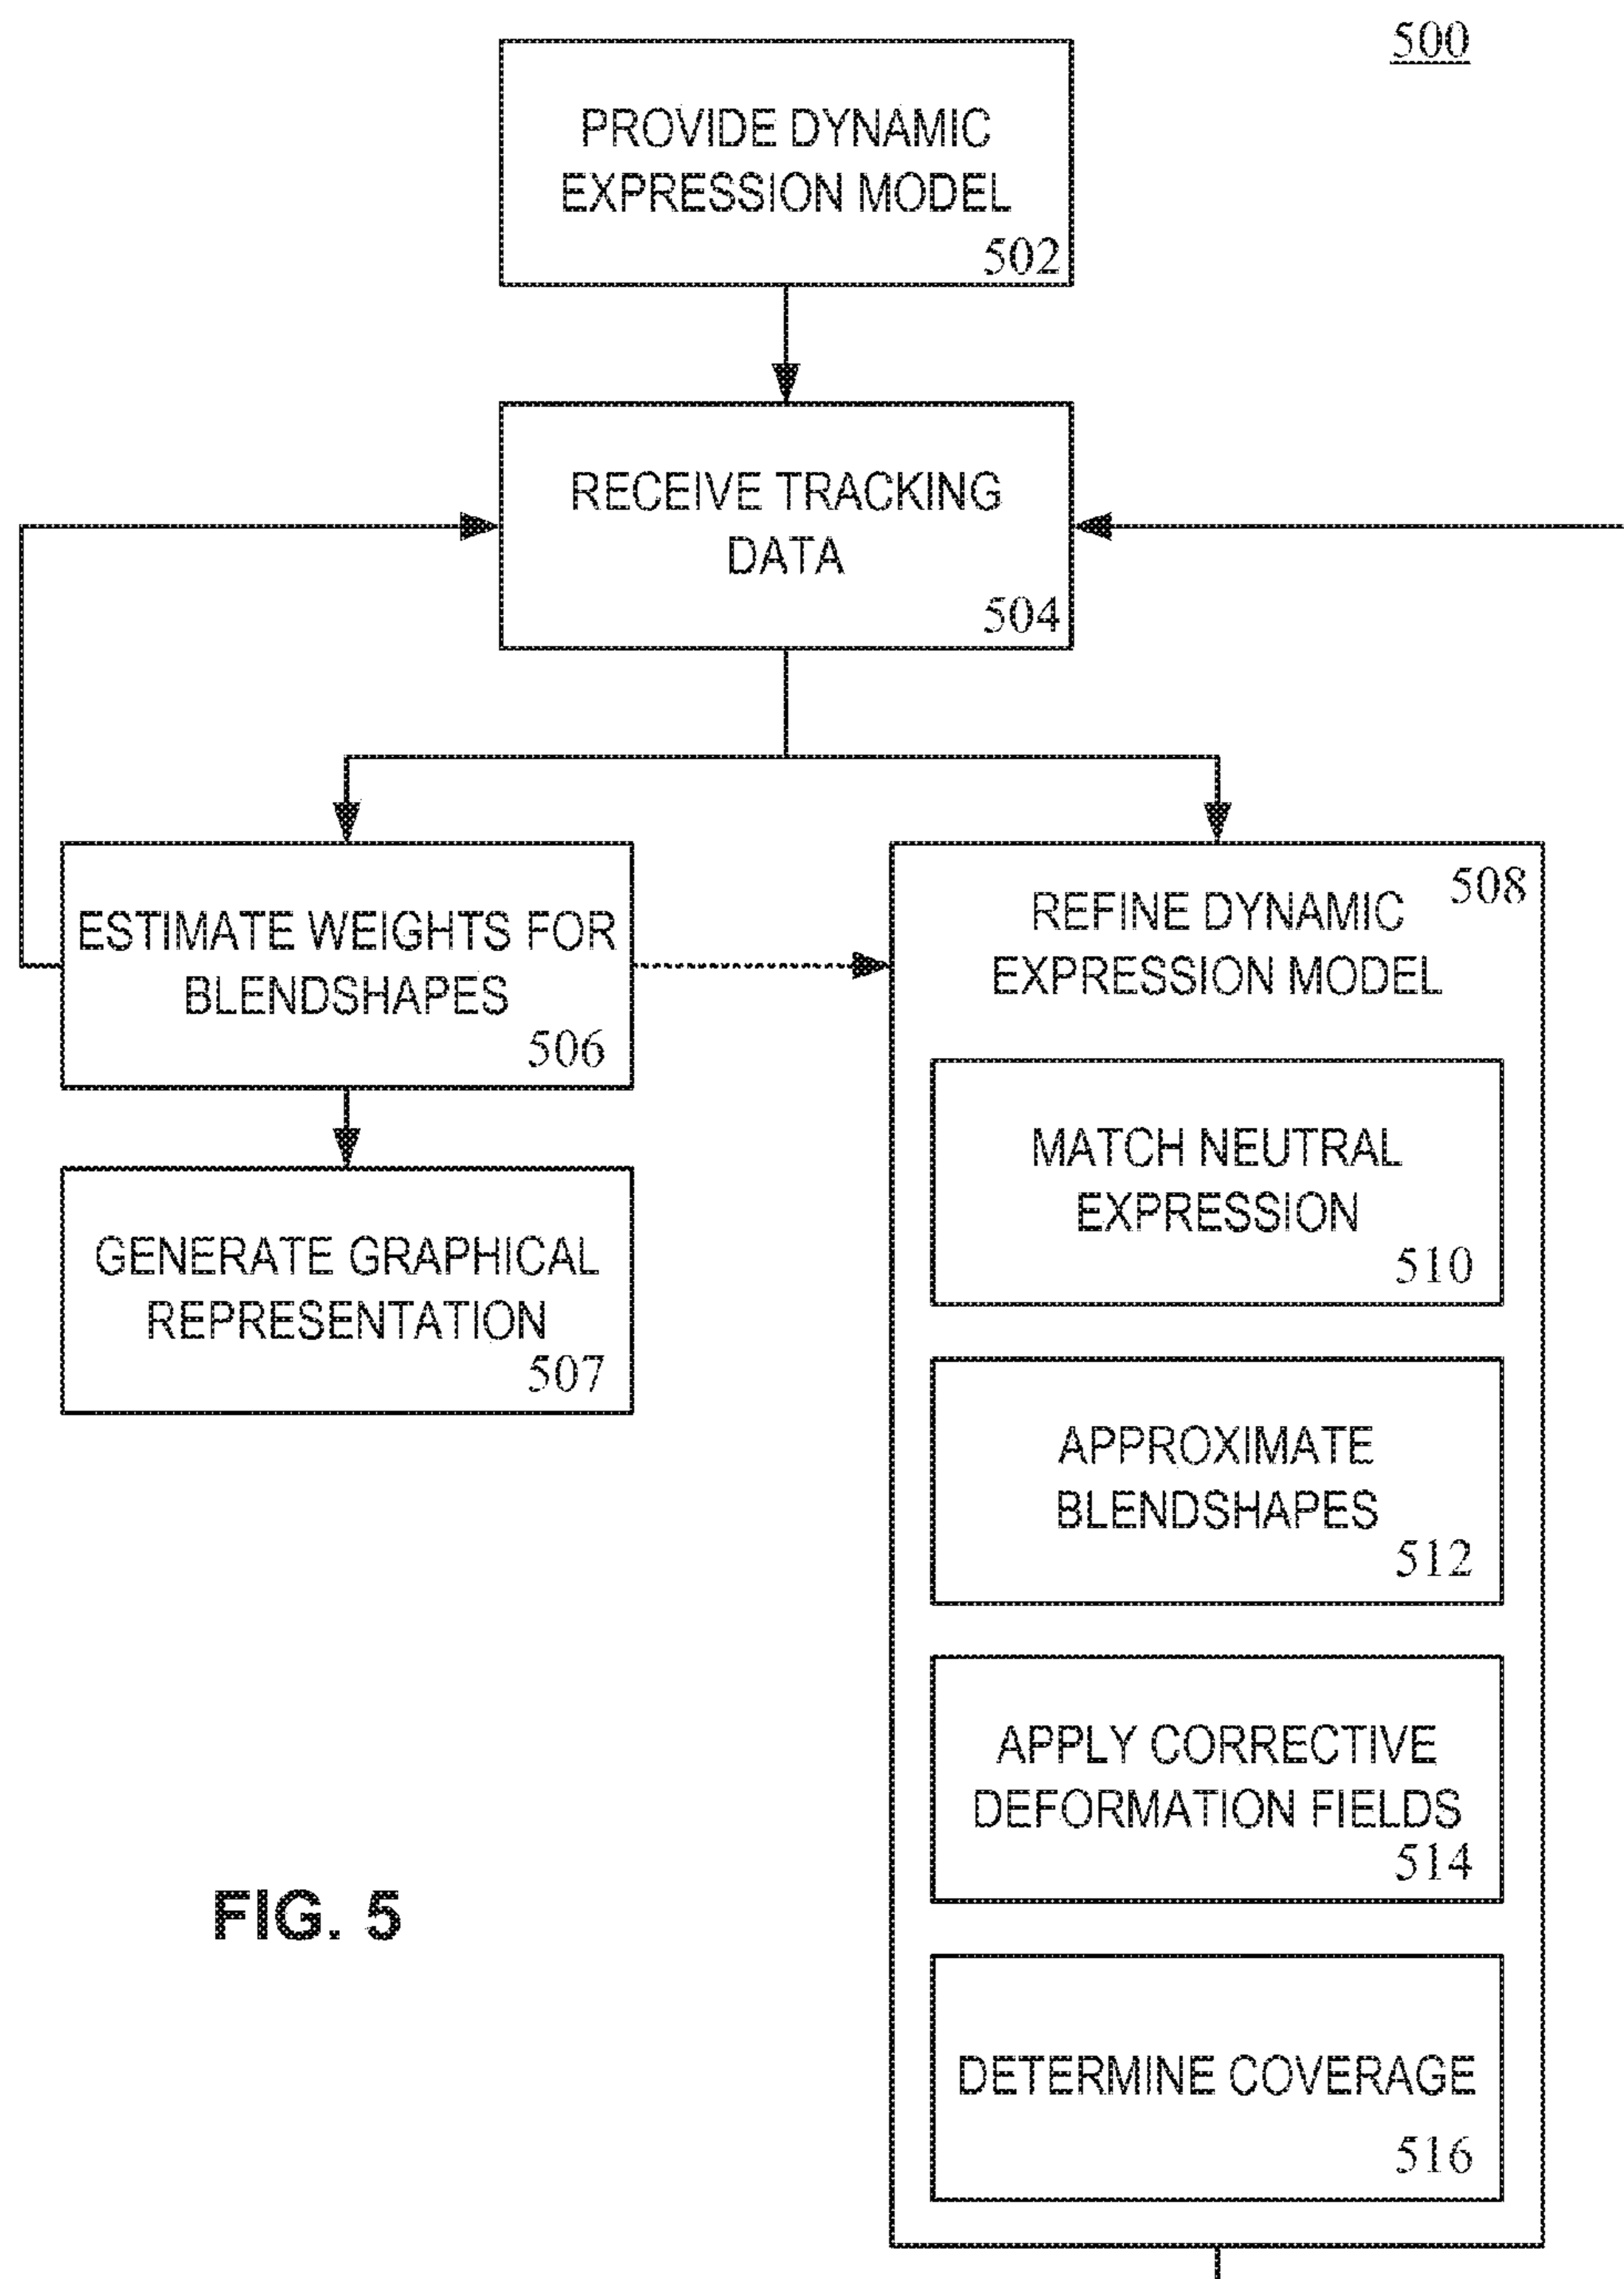 500
PROVIDE DYNAMIC
EXPRESSION MODEL
502
RECEIVE TRACKING
DATA
504
ESTIMATE WEIGHTS FOR
BLENDSHAPES
506
GENERATE GRAPHICAL
REPRESENTATION
507
508
REFINE DYNAMIC
EXPRESSION MODEL
MATCH NEUTRAL
EXPRESSION
510
APPROXIMATE
BLENDSHAPES
512
APPLY CORRECTIVE
DEFORMATION FIELDS
514
DETERMINE COVERAGE
516
FIG. 5